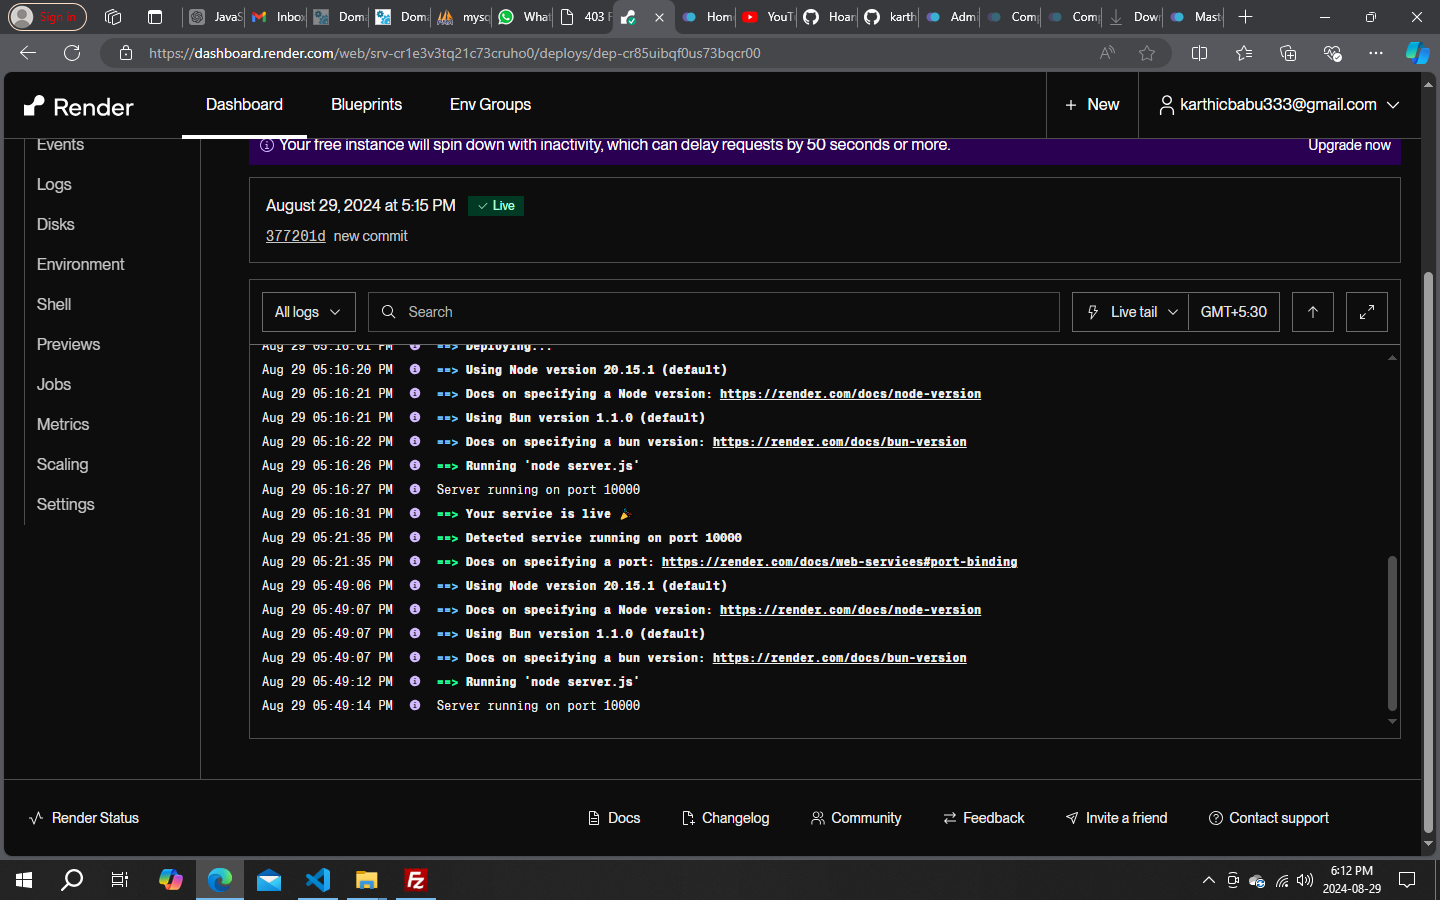 Sign in
JavaS
Inbox
Doma
Dom
mysq
What
403 F
Hom
YouT
Hoar
karth
Adm
Comp
Comp
Dow
Mast
https://dashboard.render.com/web/srv-cr1e3v3tq21c73cruho0/deploys/dep-cr85uibqf0us73bqcr00
Render
Dashboard
Blueprints
Env Groups
+ New
karthicbabu333@gmail.com
Events
Logs
Disks
Environment
Shell
Previews
Jobs
Metrics
Scaling
Settings
Your free instance will spin down with inactivity, which can delay requests by 50 seconds or more.
Upgrade now
August 29, 2024 at 5:15 PM
Live
377201d new commit
All logs
Search
Live tail
GMT+5:30
Aug 29 05:16:01 PM ==> Deploying...
Aug 29 05:16:20 PM ==> Using Node version 20.15.1 (default)
Aug 29 05:16:21 PM ==> Docs on specifying a Node version: https://render.com/docs/node-version
Aug 29 05:16:21 PM ==> Using Bun version 1.1.0 (default)
Aug 29 05:16:22 PM ==> Docs on specifying a bun version: https://render.com/docs/bun-version
Aug 29 05:16:26 PM ==> Running 'node server.js'
Aug 29 05:16:27 PM Server running on port 10000
Aug 29 05:16:31 PM ==> Your service is live 🎉
Aug 29 05:21:35 PM ==> Detected service running on port 10000
Aug 29 05:21:35 PM ==> Docs on specifying a port: https://render.com/docs/web-services#port-binding
Aug 29 05:49:06 PM ==> Using Node version 20.15.1 (default)
Aug 29 05:49:07 PM ==> Docs on specifying a Node version: https://render.com/docs/node-version
Aug 29 05:49:07 PM ==> Using Bun version 1.1.0 (default)
Aug 29 05:49:07 PM ==> Docs on specifying a bun version: https://render.com/docs/bun-version
Aug 29 05:49:12 PM ==> Running 'node server.js'
Aug 29 05:49:14 PM Server running on port 10000
Render Status
Docs
Changelog
Community
Feedback
Invite a friend
Contact support
6:12 PM
2024-08-29